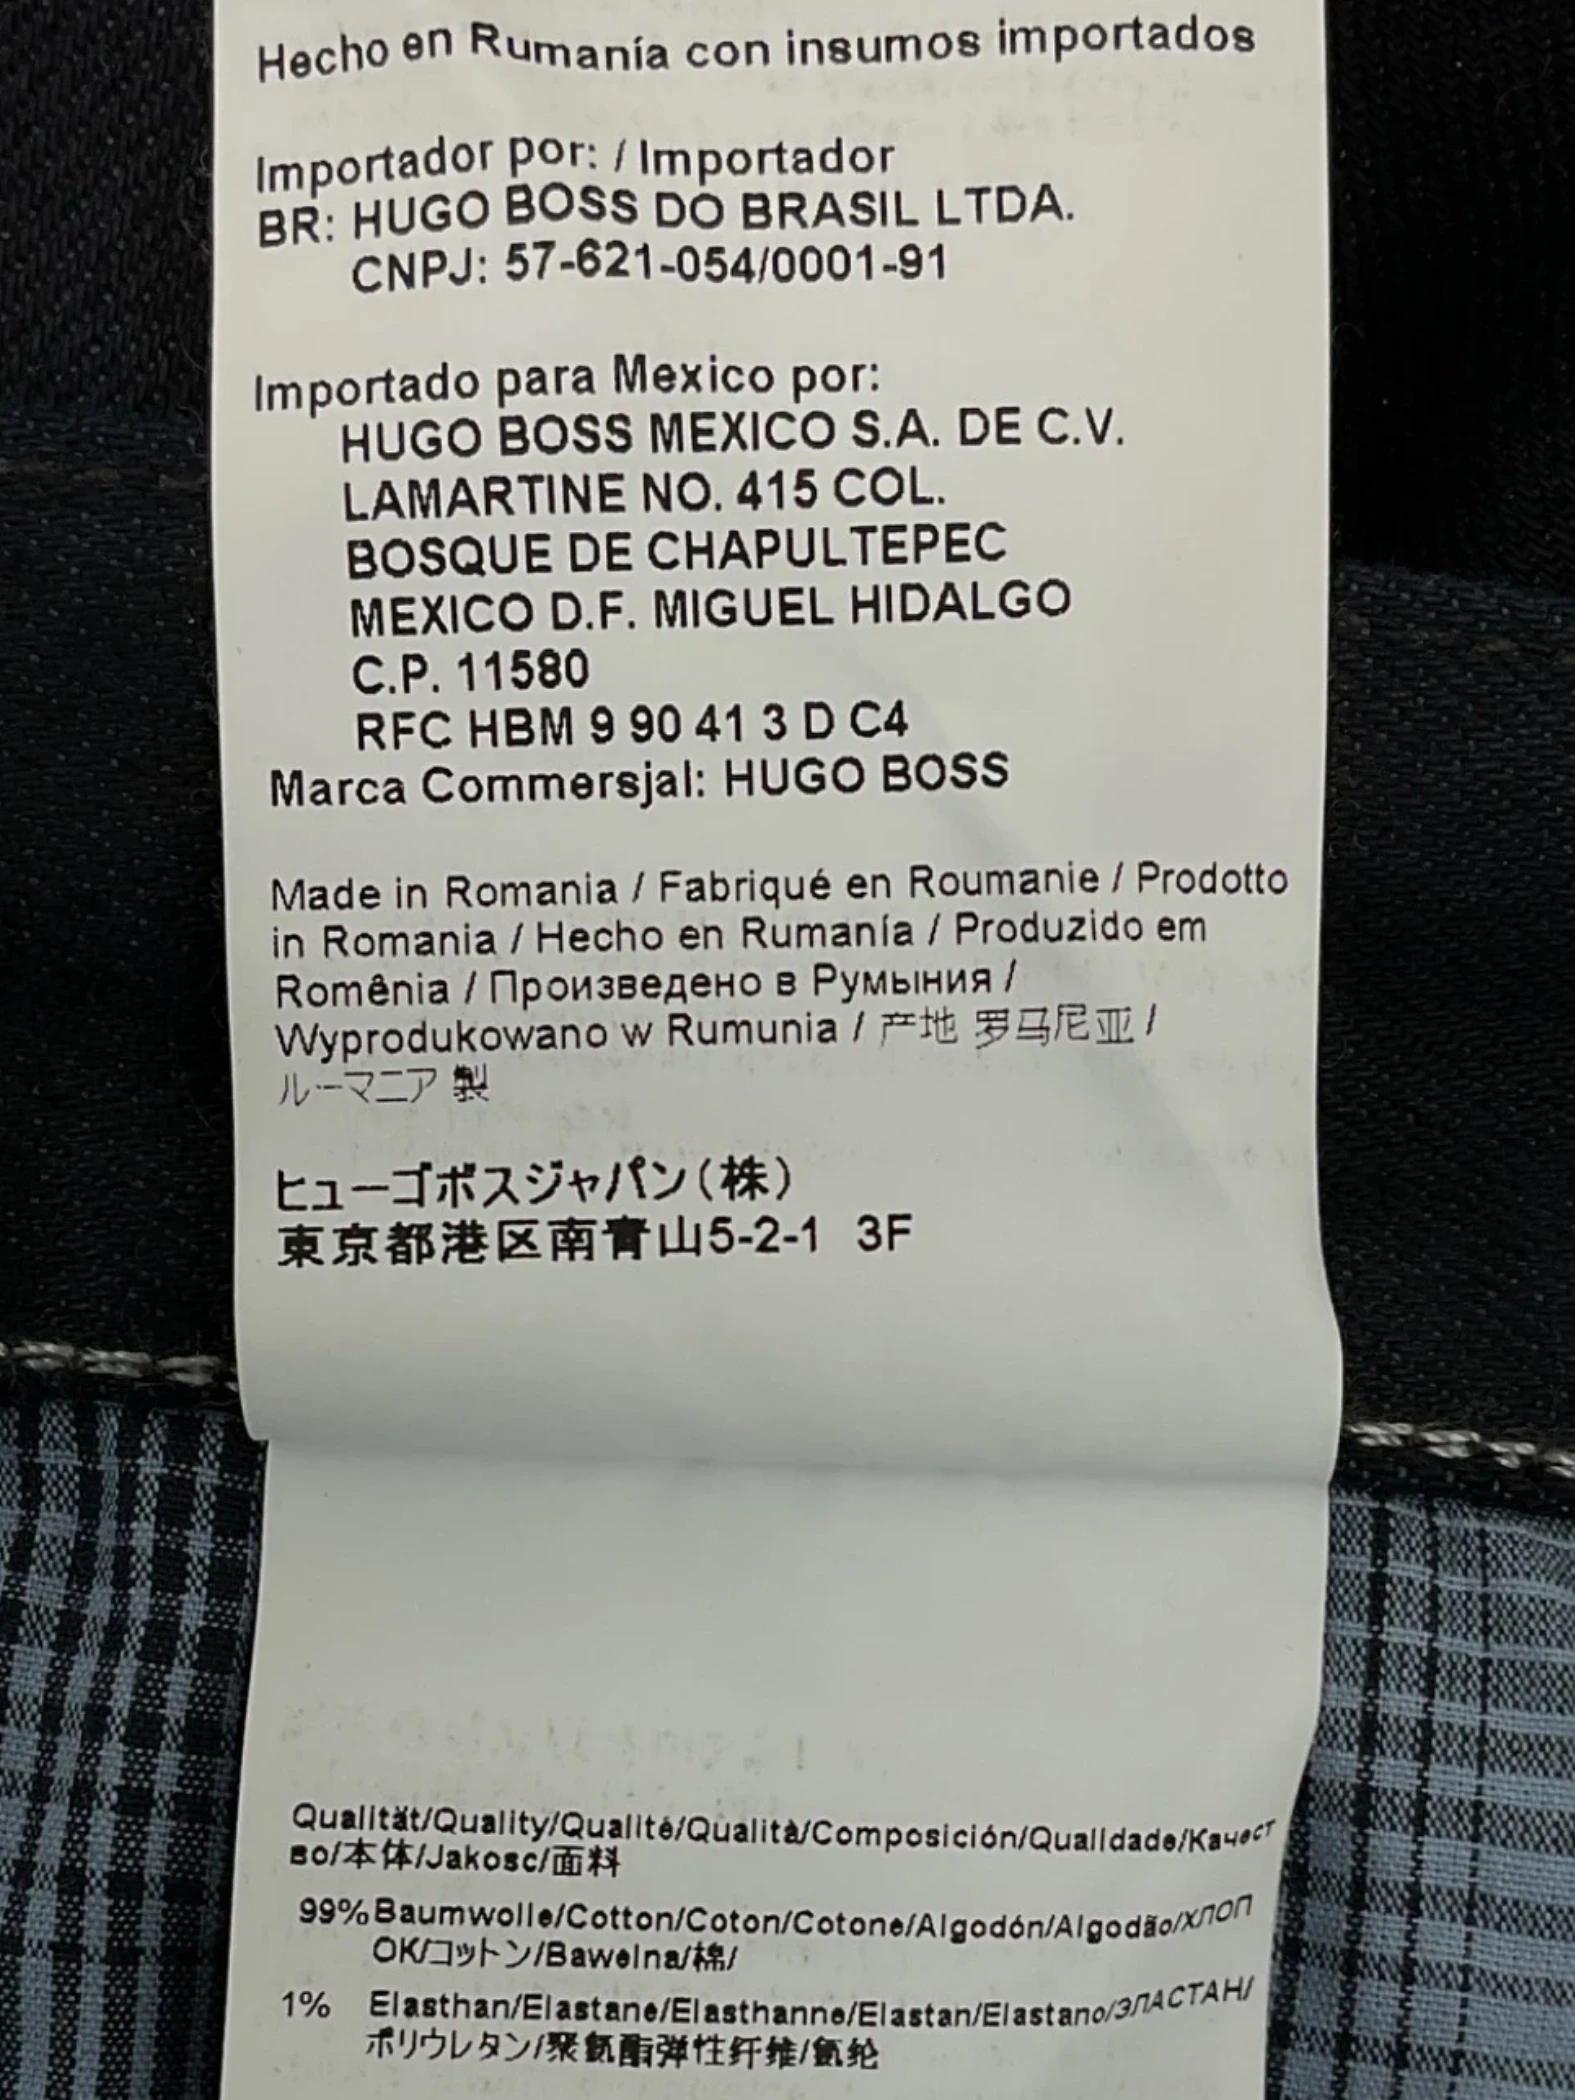 Hecho en Rumanía con insumos importados
Importador por: / Importador
BR: HUGO BOSS DO BRASIL LTDA.
CNPJ: 57-621-054/0001-91
Importado para Mexico por:
HUGO BOSS MEXICO S.A. DE C.V.
LAMARTINE NO. 415 COL.
BOSQUE DE CHAPULTEPEC
MEXICO D.F. MIGUEL HIDALGO
C.P. 11580
RFC HBM 9 90 41 3 D C4
Marca Commersjal: HUGO BOSS
Made in Romania / Fabriqué en Roumanie / Prodotto
in Romania / Hecho en Rumanía / Produzido em
Romênia / Произведено в Румыния /
Wyprodukowano w Rumunia / 产地 罗马尼亚 /
ルーマニア 製
ヒューゴボスジャパン(株)
東京都港区南青山5-2-1 3F
Qualität/Quality/Qualité/Qualità/Composición/Qualidade/Качест
во/本体/Jakosc/面料
99% Baumwolle/Cotton/Coton/Cotone/Algodón/Algodão/ХЛОП
ОК/コットン/Bawelna/棉/
1% Elasthan/Elastane/Elasthanne/Elastan/Elastano/ЭЛАСТАН/
ポリウレタン/聚氨酯弹性纤维/氨纶